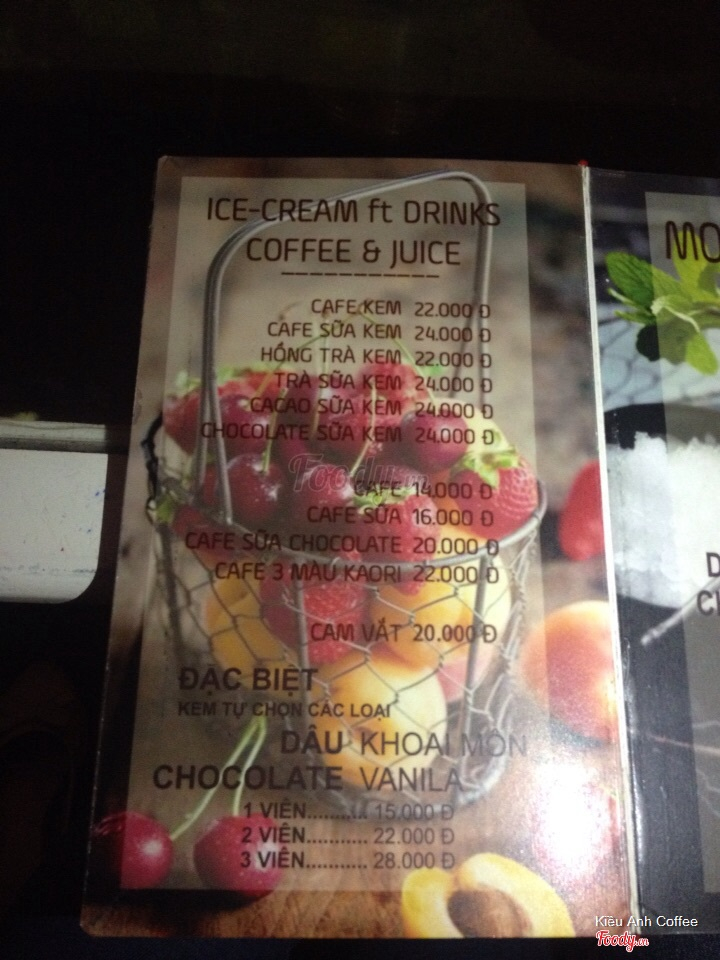 ICE-CREAM ft DRINKS
COFFEE & JUICE
CAFE KEM 22.000 Đ
CAFE SỮA KEM 24.000 Đ
HỒNG TRÀ KEM 22.000 Đ
TRÀ SỮA KEM 24.000 Đ
CACAO SỮA KEM 24.000 Đ
CHOCOLATE SỮA KEM 24.000 Đ
Foody.vn
CAFE 14.000 Đ
CAFE SỮA 16.000 Đ
CAFE SỮA CHOCOLATE 20.000 Đ
CAFE 3 MÀU KAORI 22.000 Đ
CAM VẮT 20.000 Đ
ĐẶC BIỆT
KEM TỰ CHỌN CÁC LOẠI
DÂU KHOAI MÔN
CHOCOLATE VANILA
1 VIÊN........... 15.000 Đ
2 VIÊN........... 22.000 Đ
3 VIÊN........... 28.000 Đ
MO
Kiều Anh Coffee
Foody.vn